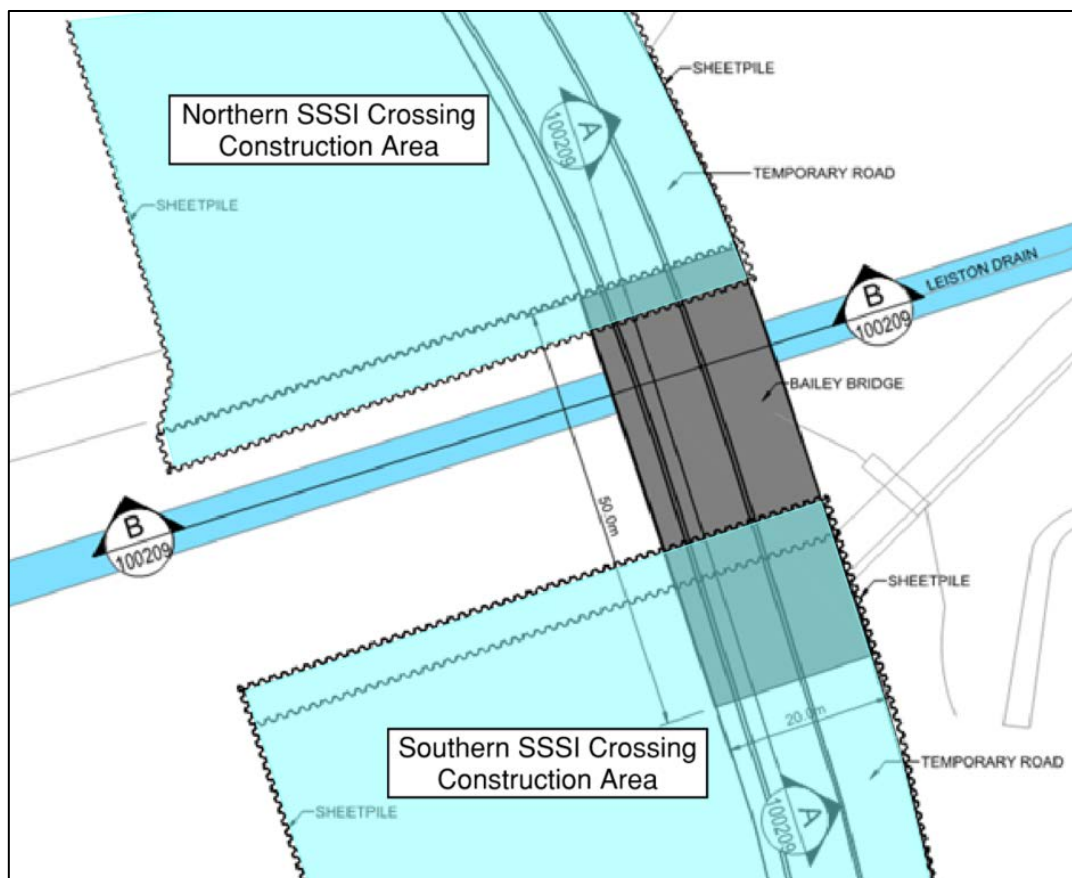 SHEETPILE
Northern SSSI Crossing
Construction Area
A
100209
TEMPORARY ROAD
SHEETPILE
LEISTON DRAIN
B
100209
BAILEY BRIDGE
50.0m
B
100209
SHEETPILE
20.0m
Southern SSSI Crossing
Construction Area
TEMPORARY ROAD
SHEETPILE
A
100209